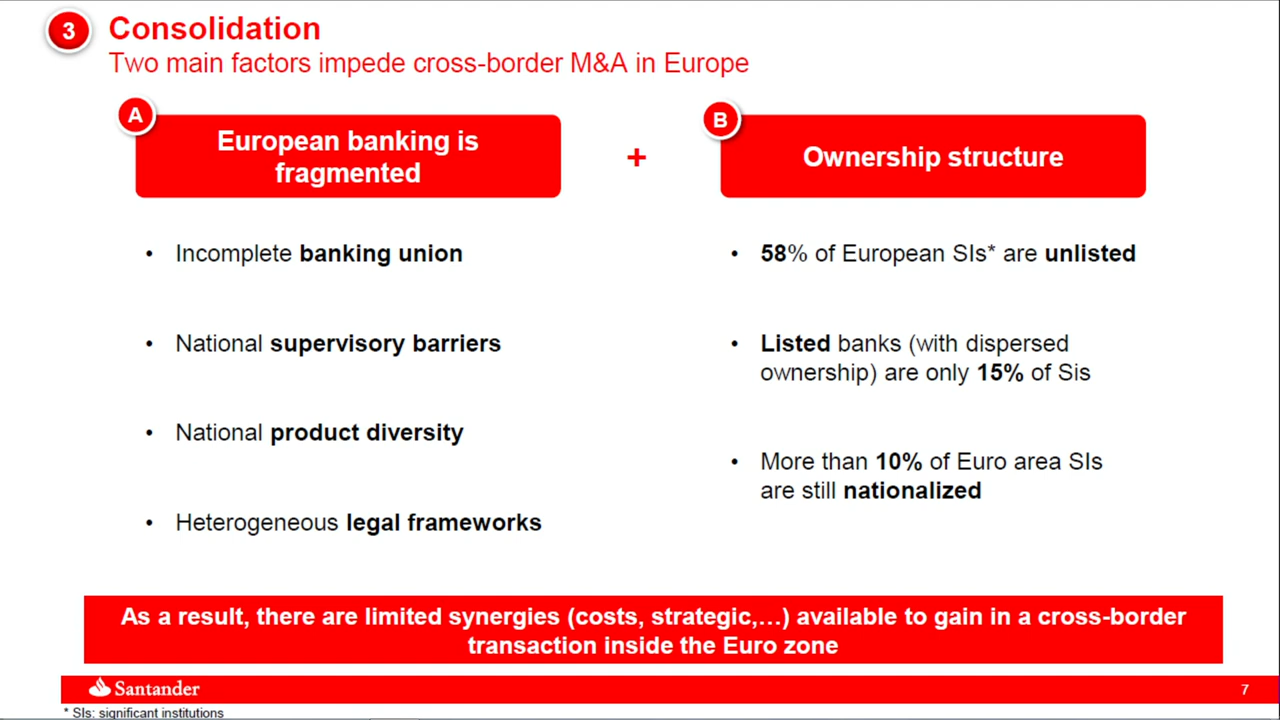 3
Consolidation
Two main factors impede cross-border M&A in Europe
A
European banking is
fragmented
+
B
Ownership structure
• Incomplete banking union
• National supervisory barriers
• National product diversity
• Heterogeneous legal frameworks
• 58% of European SIs* are unlisted
• Listed banks (with dispersed
ownership) are only 15% of Sis
• More than 10% of Euro area SIs
are still nationalized
As a result, there are limited synergies (costs, strategic,…) available to gain in a cross-border
transaction inside the Euro zone
Santander
7
* SIs: significant institutions